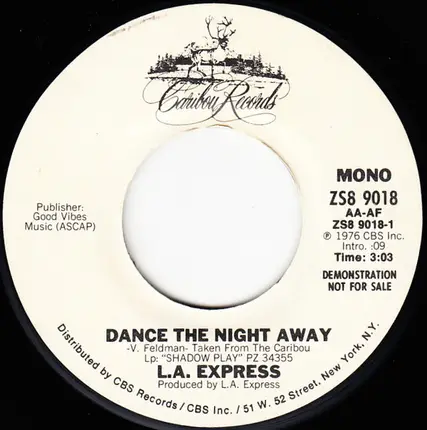 Caribou Records
MONO
ZS8 9018
AA-AF
ZS8 9018-1
℗ 1976 CBS Inc.
Intro. :09
Time: 3:03
DEMONSTRATION
NOT FOR SALE
Publisher:
Good Vibes
Music (ASCAP)
DANCE THE NIGHT AWAY
-V. Feldman- Taken From The Caribou
Lp: "SHADOW PLAY" PZ 34355
L.A. EXPRESS
Produced by L.A. Express
Distributed by CBS Records / CBS Inc. / 51 W. 52 Street, New York, N.Y.